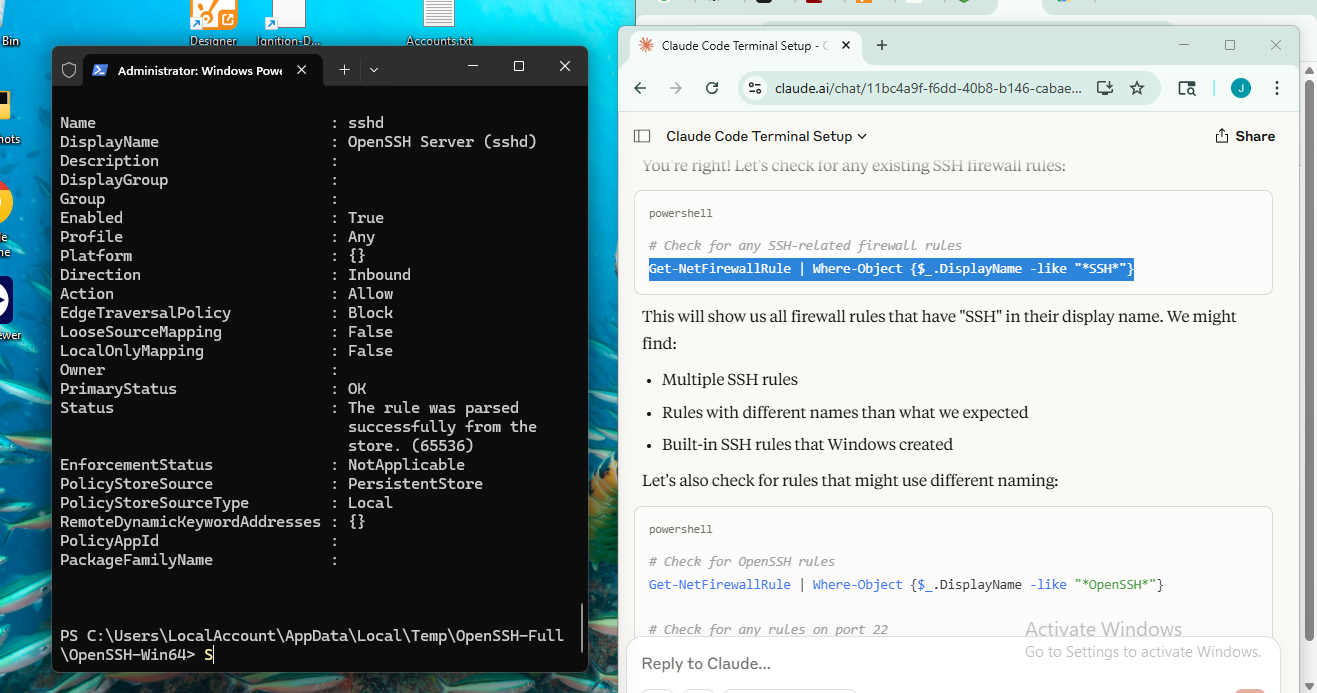 Bin
Designer
Ignition-D...
Accounts.txt
Administrator: Windows Powe
Name : sshd
DisplayName : OpenSSH Server (sshd)
Description :
DisplayGroup :
Group :
Enabled : True
Profile : Any
Platform : {}
Direction : Inbound
Action : Allow
EdgeTraversalPolicy : Block
LooseSourceMapping : False
LocalOnlyMapping : False
Owner :
PrimaryStatus : OK
Status : The rule was parsed
successfully from the
store. (65536)
EnforcementStatus : NotApplicable
PolicyStoreSource : PersistentStore
PolicyStoreSourceType : Local
RemoteDynamicKeywordAddresses : {}
PolicyAppId :
PackageFamilyName :
PS C:\Users\LocalAccount\AppData\Local\Temp\OpenSSH-Full
\OpenSSH-Win64> S
Claude Code Terminal Setup - C
claude.ai/chat/11bc4a9f-f6dd-40b8-b146-cabae...
J
Claude Code Terminal Setup
Share
You're right! Let's check for any existing SSH firewall rules:
powershell
# Check for any SSH-related firewall rules
Get-NetFirewallRule | Where-Object {$_.DisplayName -like "*SSH*"}
This will show us all firewall rules that have "SSH" in their display name. We might
find:
• Multiple SSH rules
• Rules with different names than what we expected
• Built-in SSH rules that Windows created
Let's also check for rules that might use different naming:
powershell
# Check for OpenSSH rules
Get-NetFirewallRule | Where-Object {$_.DisplayName -like "*OpenSSH*"}
# Check for any rules on port 22
Reply to Claude...
Activate Windows
Go to Settings to activate Windows.